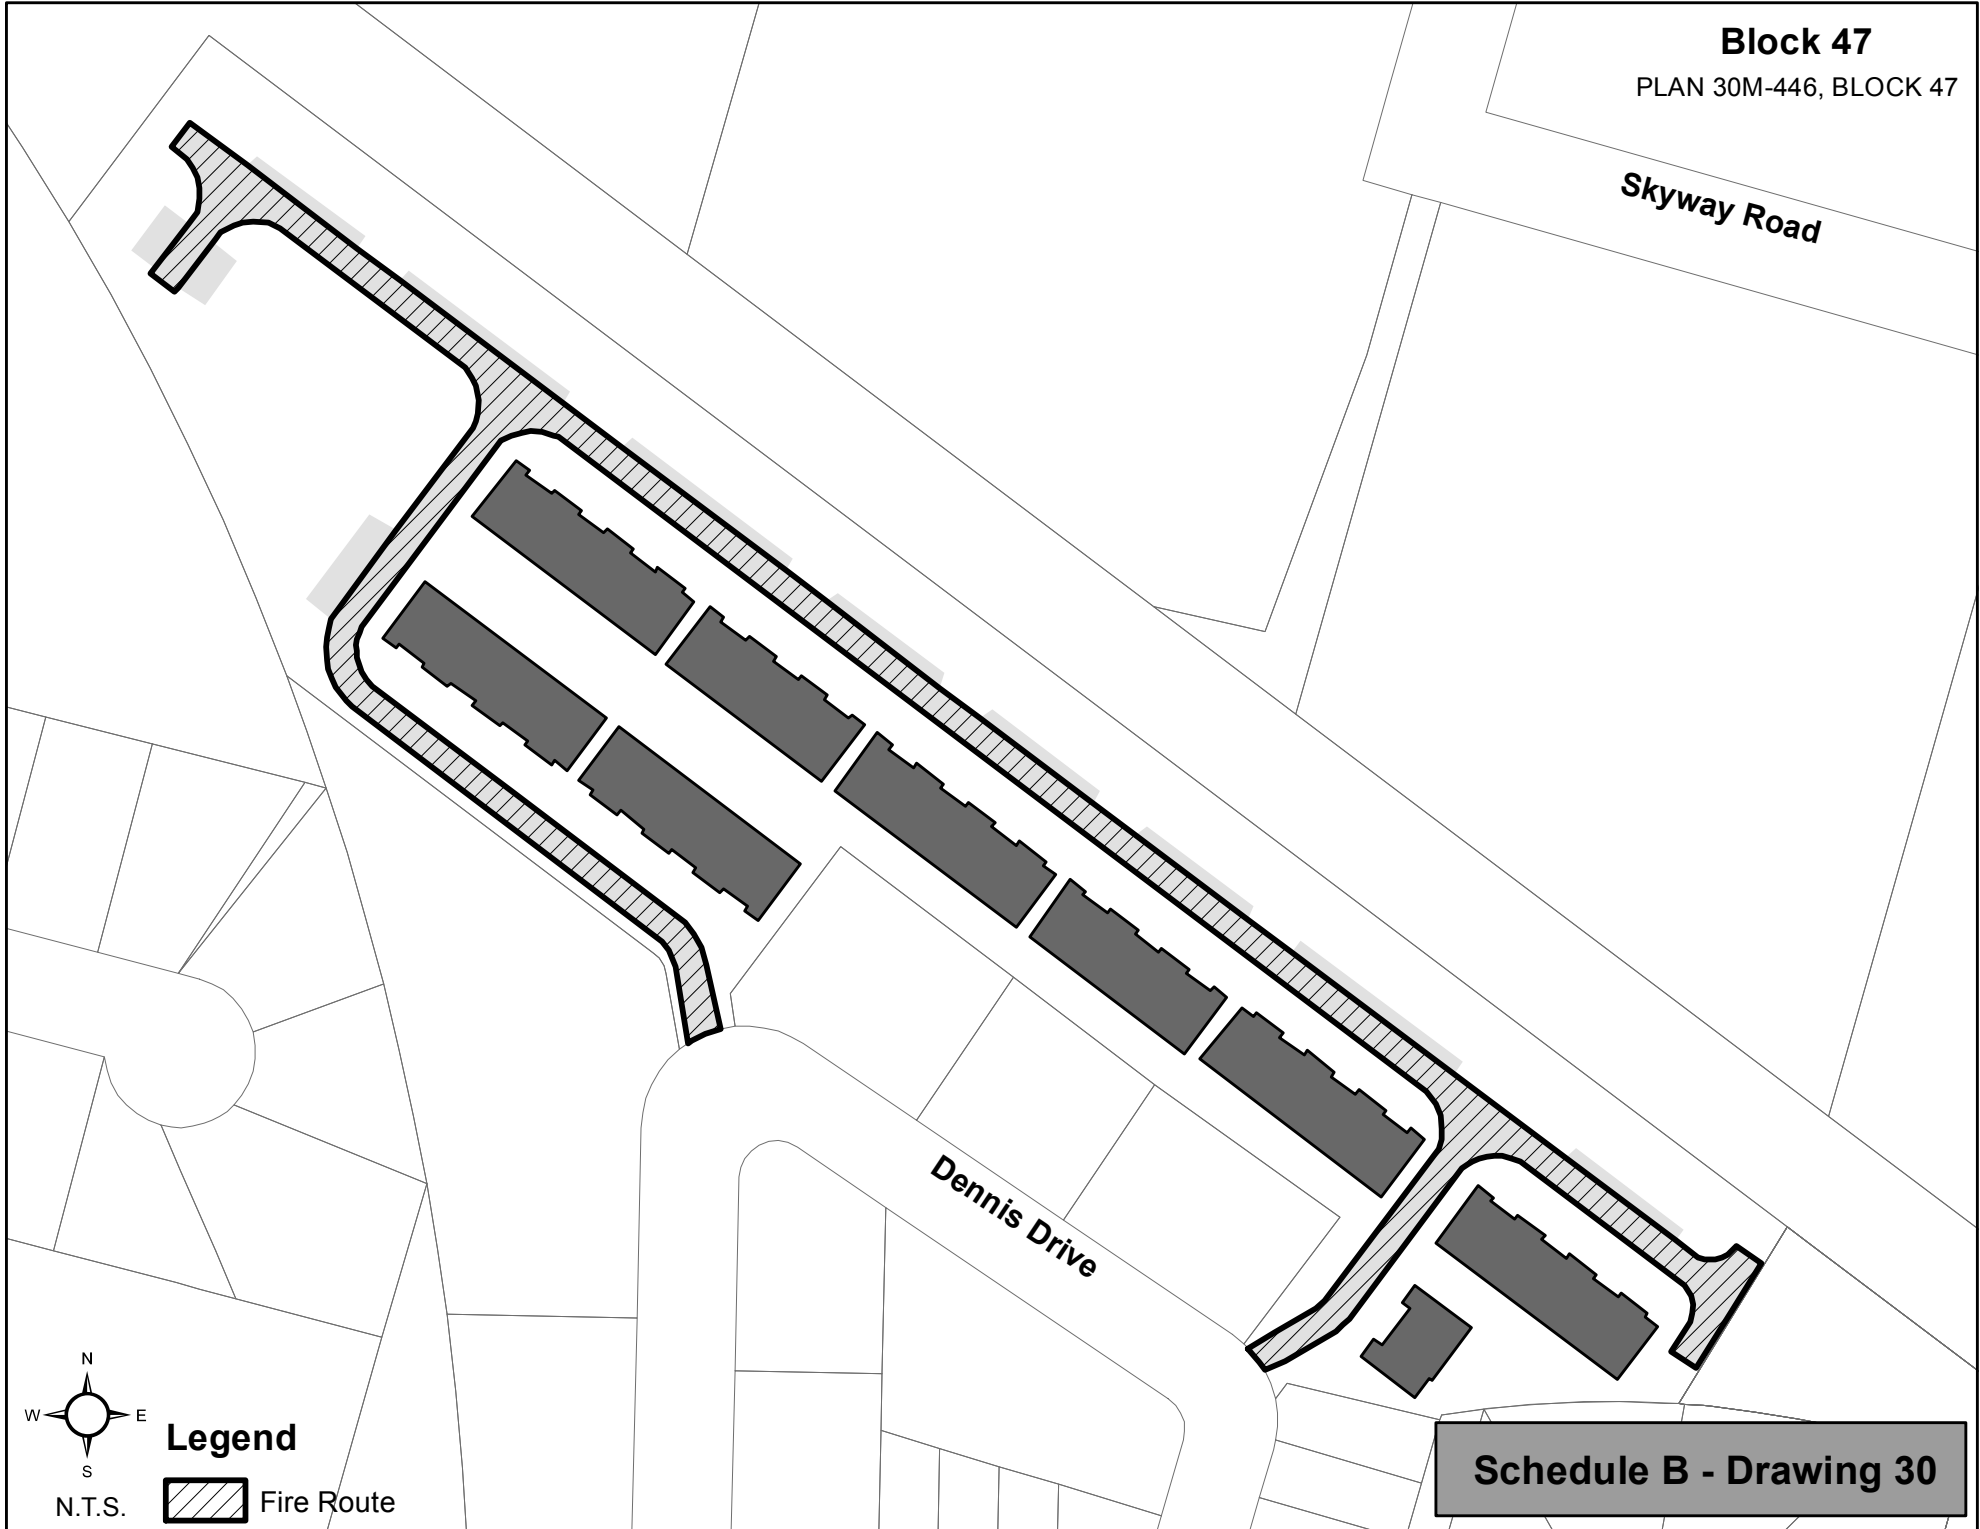 Block 47
PLAN 30M-446, BLOCK 47
Skyway Road
Dennis Drive
N
W E
S
N.T.S.
Legend
Fire Route
Schedule B - Drawing 30